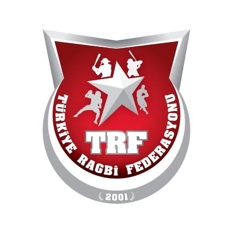 TRF
TÜRKİYE RAGBİ FEDERASYONU
(2001)